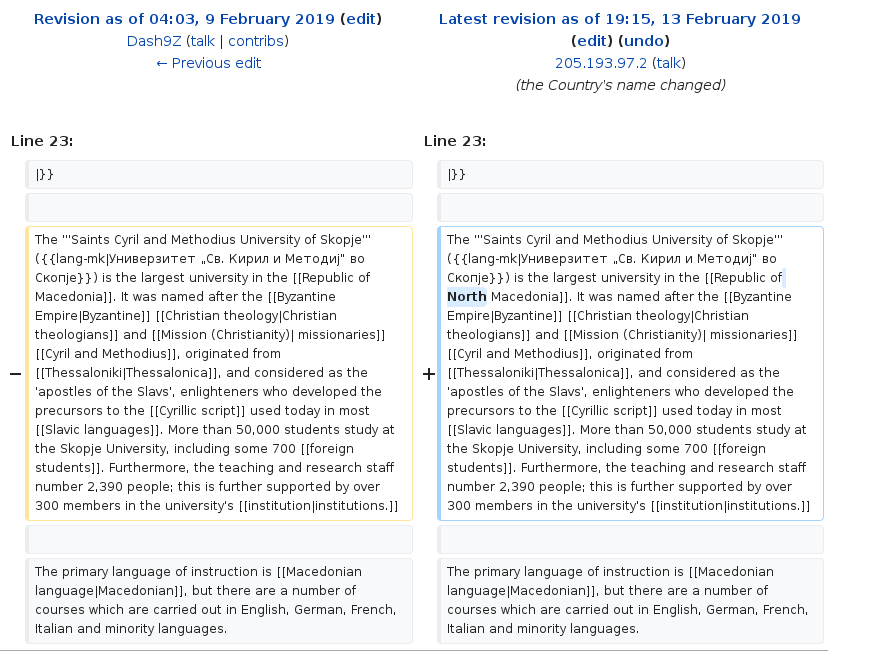 Revision as of 04:03, 9 February 2019 (edit)
Dash9Z (talk | contribs)
← Previous edit
Latest revision as of 19:15, 13 February 2019
(edit) (undo)
205.193.97.2 (talk)
(the Country's name changed)
Line 23:
Line 23:
|}}
|}}
−
The '''Saints Cyril and Methodius University of Skopje'''
({{lang-mk|Универзитет „Св. Кирил и Методиј" во
Скопје}}) is the largest university in the [[Republic of
Macedonia]]. It was named after the [[Byzantine
Empire|Byzantine]] [[Christian theology|Christian
theologians]] and [[Mission (Christianity)| missionaries]]
[[Cyril and Methodius]], originated from
[[Thessaloniki|Thessalonica]], and considered as the
'apostles of the Slavs', enlighteners who developed the
precursors to the [[Cyrillic script]] used today in most
[[Slavic languages]]. More than 50,000 students study at
the Skopje University, including some 700 [[foreign
students]]. Furthermore, the teaching and research staff
number 2,390 people; this is further supported by over
300 members in the university's [[institution|institutions.]]
+
The '''Saints Cyril and Methodius University of Skopje'''
({{lang-mk|Универзитет „Св. Кирил и Методиј" во
Скопје}}) is the largest university in the [[Republic of
North Macedonia]]. It was named after the [[Byzantine
Empire|Byzantine]] [[Christian theology|Christian
theologians]] and [[Mission (Christianity)| missionaries]]
[[Cyril and Methodius]], originated from
[[Thessaloniki|Thessalonica]], and considered as the
'apostles of the Slavs', enlighteners who developed the
precursors to the [[Cyrillic script]] used today in most
[[Slavic languages]]. More than 50,000 students study at
the Skopje University, including some 700 [[foreign
students]]. Furthermore, the teaching and research staff
number 2,390 people; this is further supported by over
300 members in the university's [[institution|institutions.]]
The primary language of instruction is [[Macedonian
language|Macedonian]], but there are a number of
courses which are carried out in English, German, French,
Italian and minority languages.
The primary language of instruction is [[Macedonian
language|Macedonian]], but there are a number of
courses which are carried out in English, German, French,
Italian and minority languages.